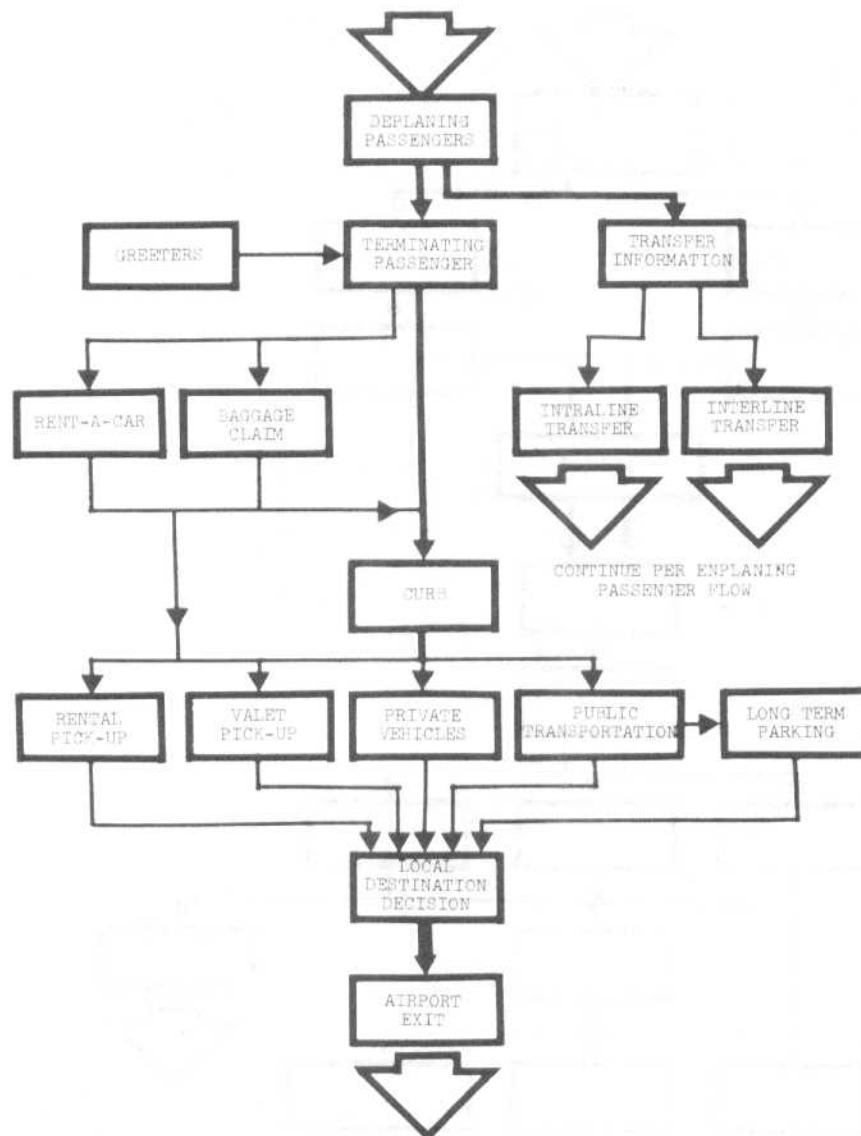 DEPLANING
PASSENGERS
GREETERS
TERMINATING
PASSENGER
TRANSFER
INFORMATION
RENT-A-CAR
BAGGAGE
CLAIM
INTRALINE
TRANSFER
INTERLINE
TRANSFER
CONTINUE PER ENPLANING
PASSENGER FLOW
CURB
RENTAL
PICK-UP
VALET
PICK-UP
PRIVATE
VEHICLES
PUBLIC
TRANSPORTATION
LONG TERM
PARKING
LOCAL
DESTINATION
DECISION
AIRPORT
EXIT